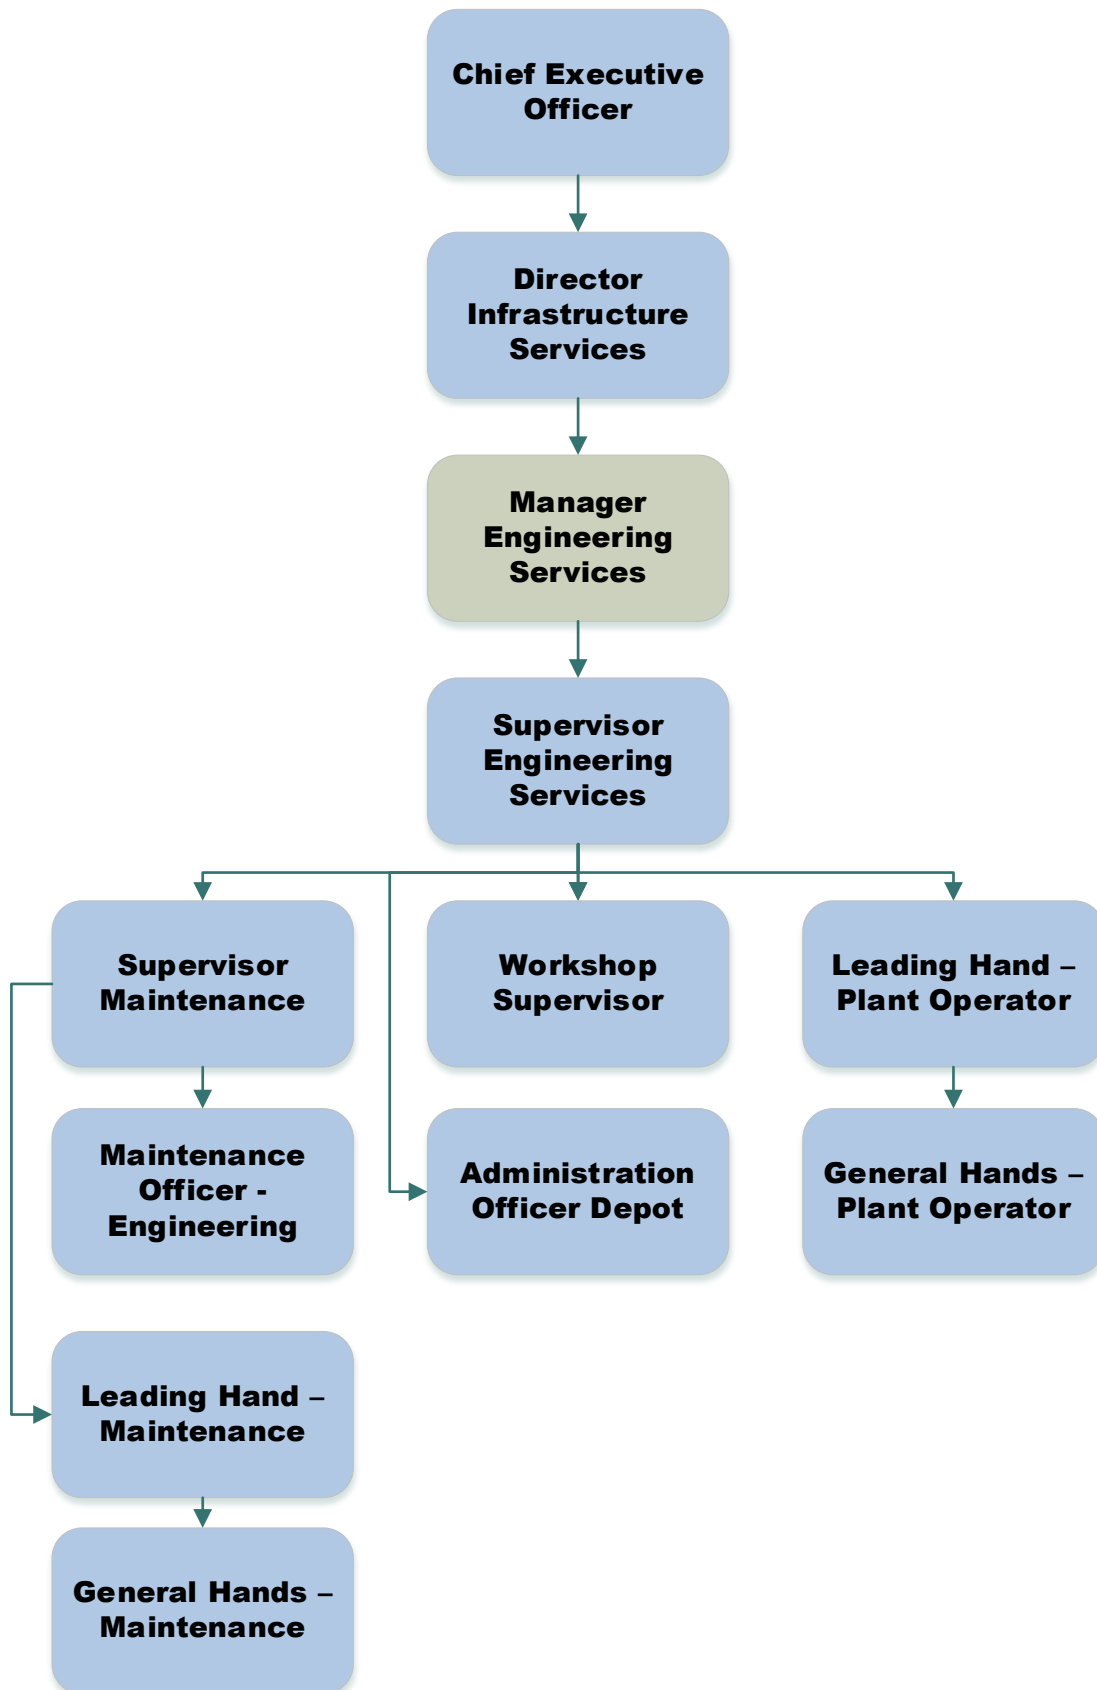 Chief Executive
Officer
Director
Infrastructure
Services
Manager
Engineering
Services
Supervisor
Engineering
Services
Supervisor
Maintenance
Workshop
Supervisor
Leading Hand –
Plant Operator
Maintenance
Officer -
Engineering
Administration
Officer Depot
General Hands –
Plant Operator
Leading Hand –
Maintenance
General Hands –
Maintenance